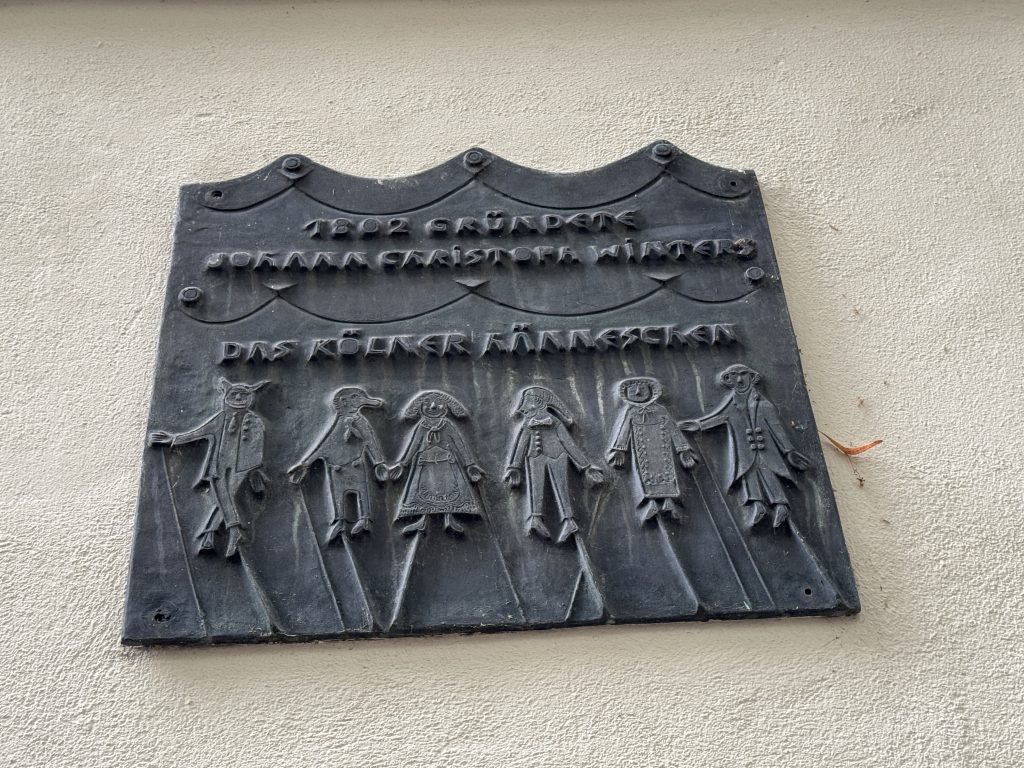 1802 GRÜNDETE
JOHANN CHRISTOPH WINTERS
DAS KÖLNER HÄNNESCHEN